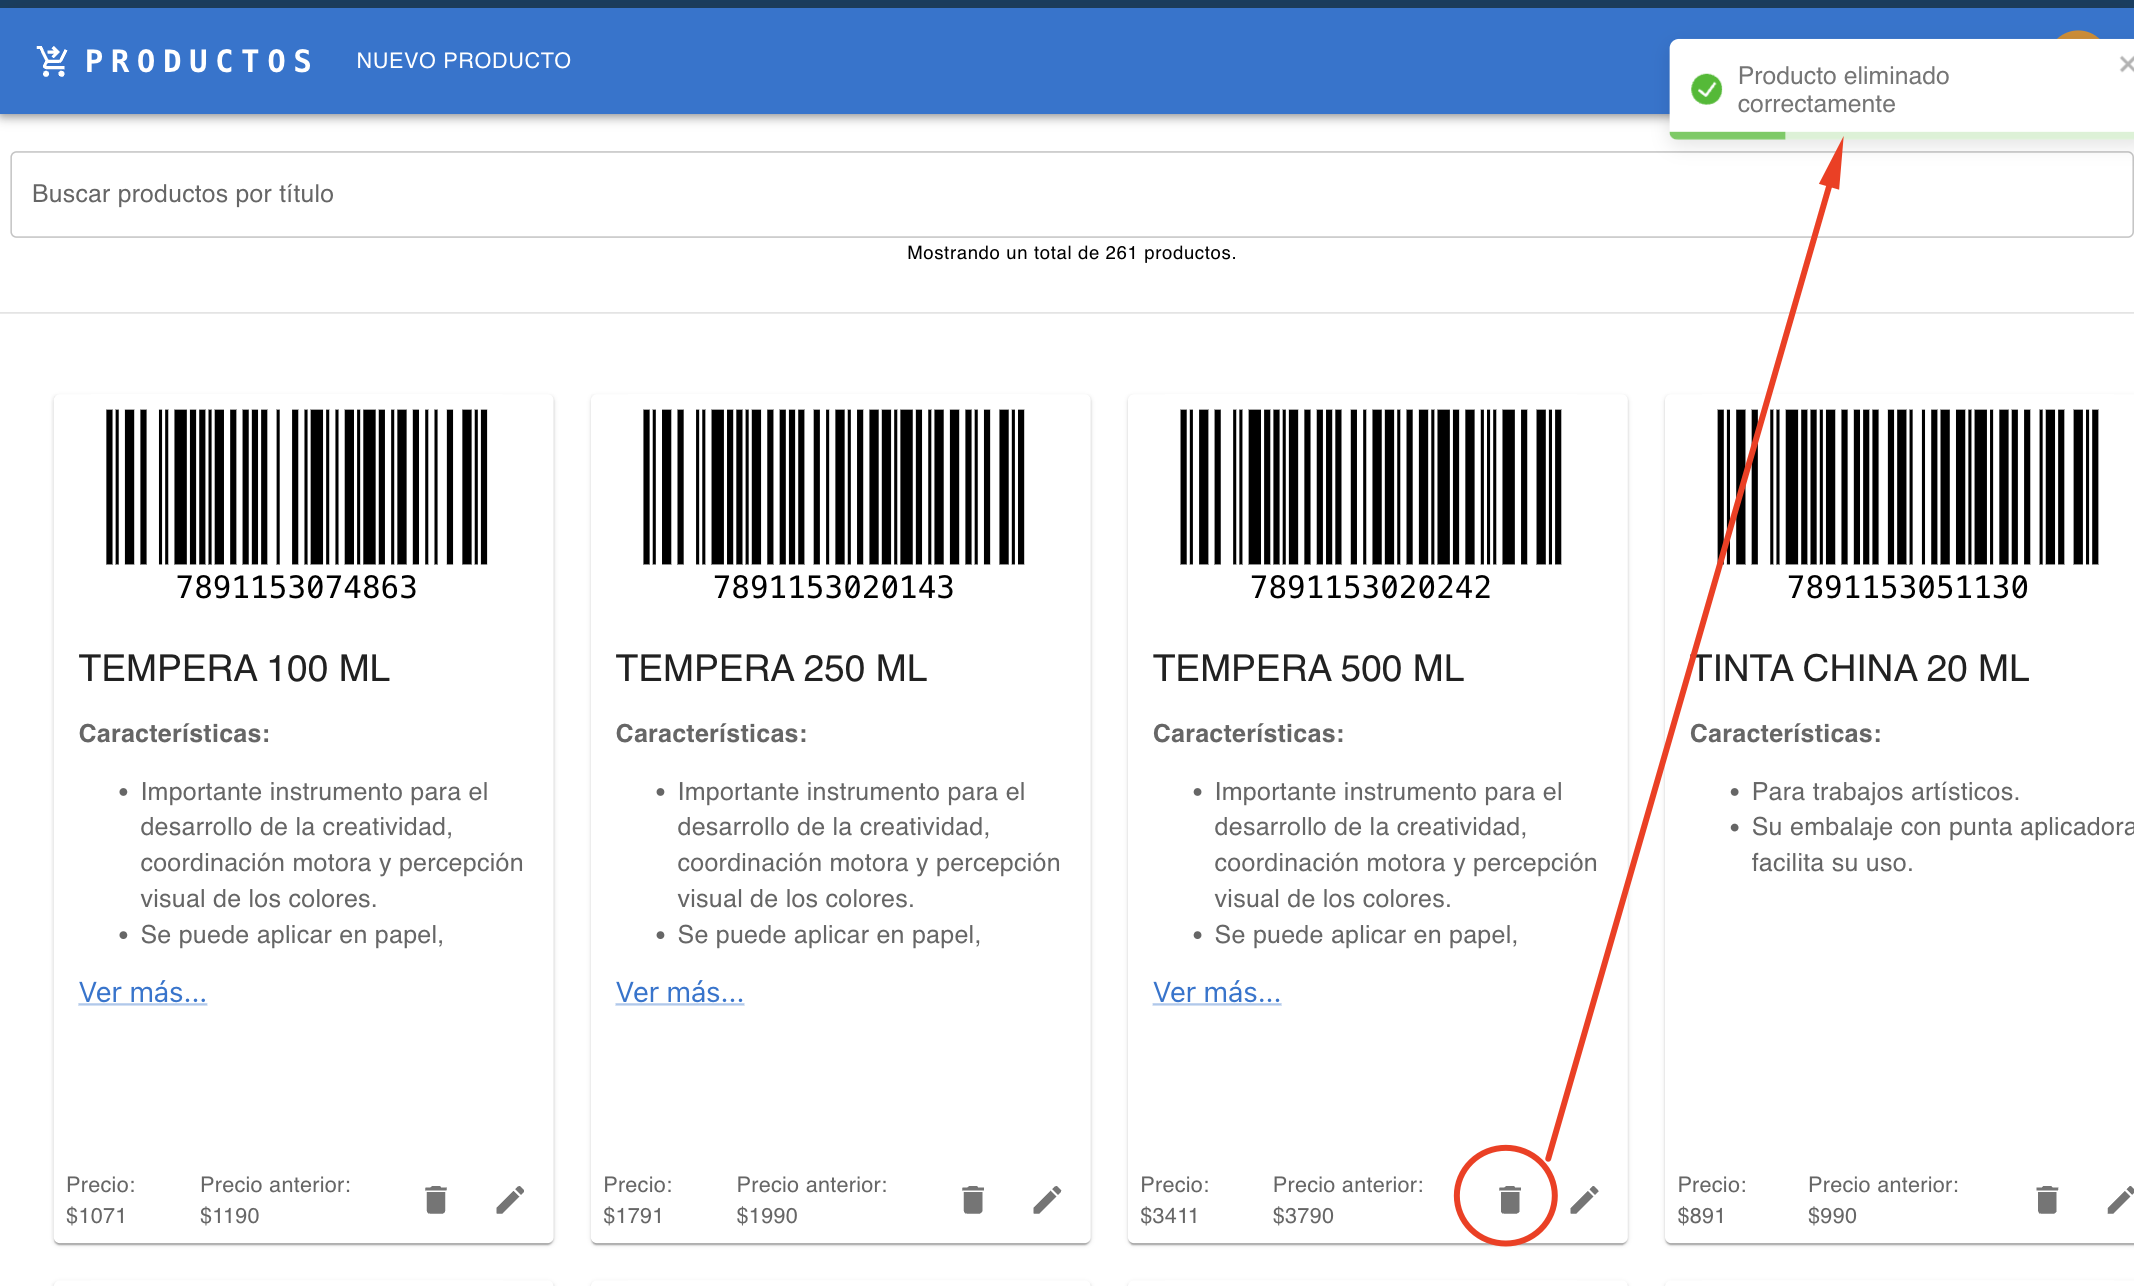 PRODUCTOS
NUEVO PRODUCTO
Producto eliminado
correctamente
Buscar productos por título
Mostrando un total de 261 productos.
7891153074863
TEMPERA 100 ML
Características:
• Importante instrumento para el
desarrollo de la creatividad,
coordinación motora y percepción
visual de los colores.
• Se puede aplicar en papel,
Ver más...
Precio:
$1071
Precio anterior:
$1190
7891153020143
TEMPERA 250 ML
Características:
• Importante instrumento para el
desarrollo de la creatividad,
coordinación motora y percepción
visual de los colores.
• Se puede aplicar en papel,
Ver más...
Precio:
$1791
Precio anterior:
$1990
7891153020242
TEMPERA 500 ML
Características:
• Importante instrumento para el
desarrollo de la creatividad,
coordinación motora y percepción
visual de los colores.
• Se puede aplicar en papel,
Ver más...
Precio:
$3411
Precio anterior:
$3790
7891153051130
TINTA CHINA 20 ML
Características:
• Para trabajos artísticos.
• Su embalaje con punta aplicadora
facilita su uso.
Precio:
$891
Precio anterior:
$990